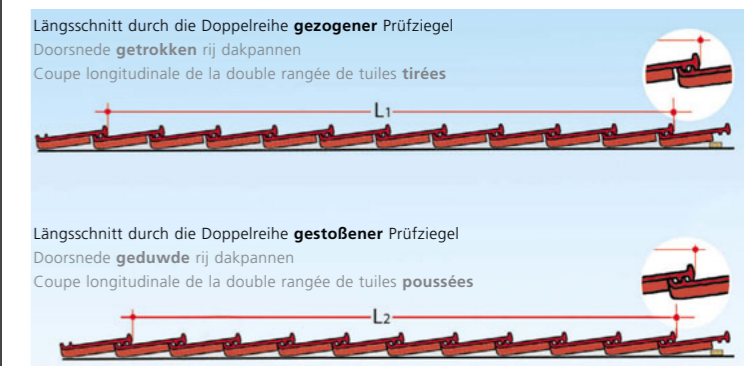 Längsschnitt durch die Doppelreihe gezogener Prüfziegel
Doorsnede getrokken rij dakpannen
Coupe longitudinale de la double rangée de tuiles tirées
L1
Längsschnitt durch die Doppelreihe gestoßener Prüfziegel
Doorsnede geduwde rij dakpannen
Coupe longitudinale de la double rangée de tuiles poussées
L2